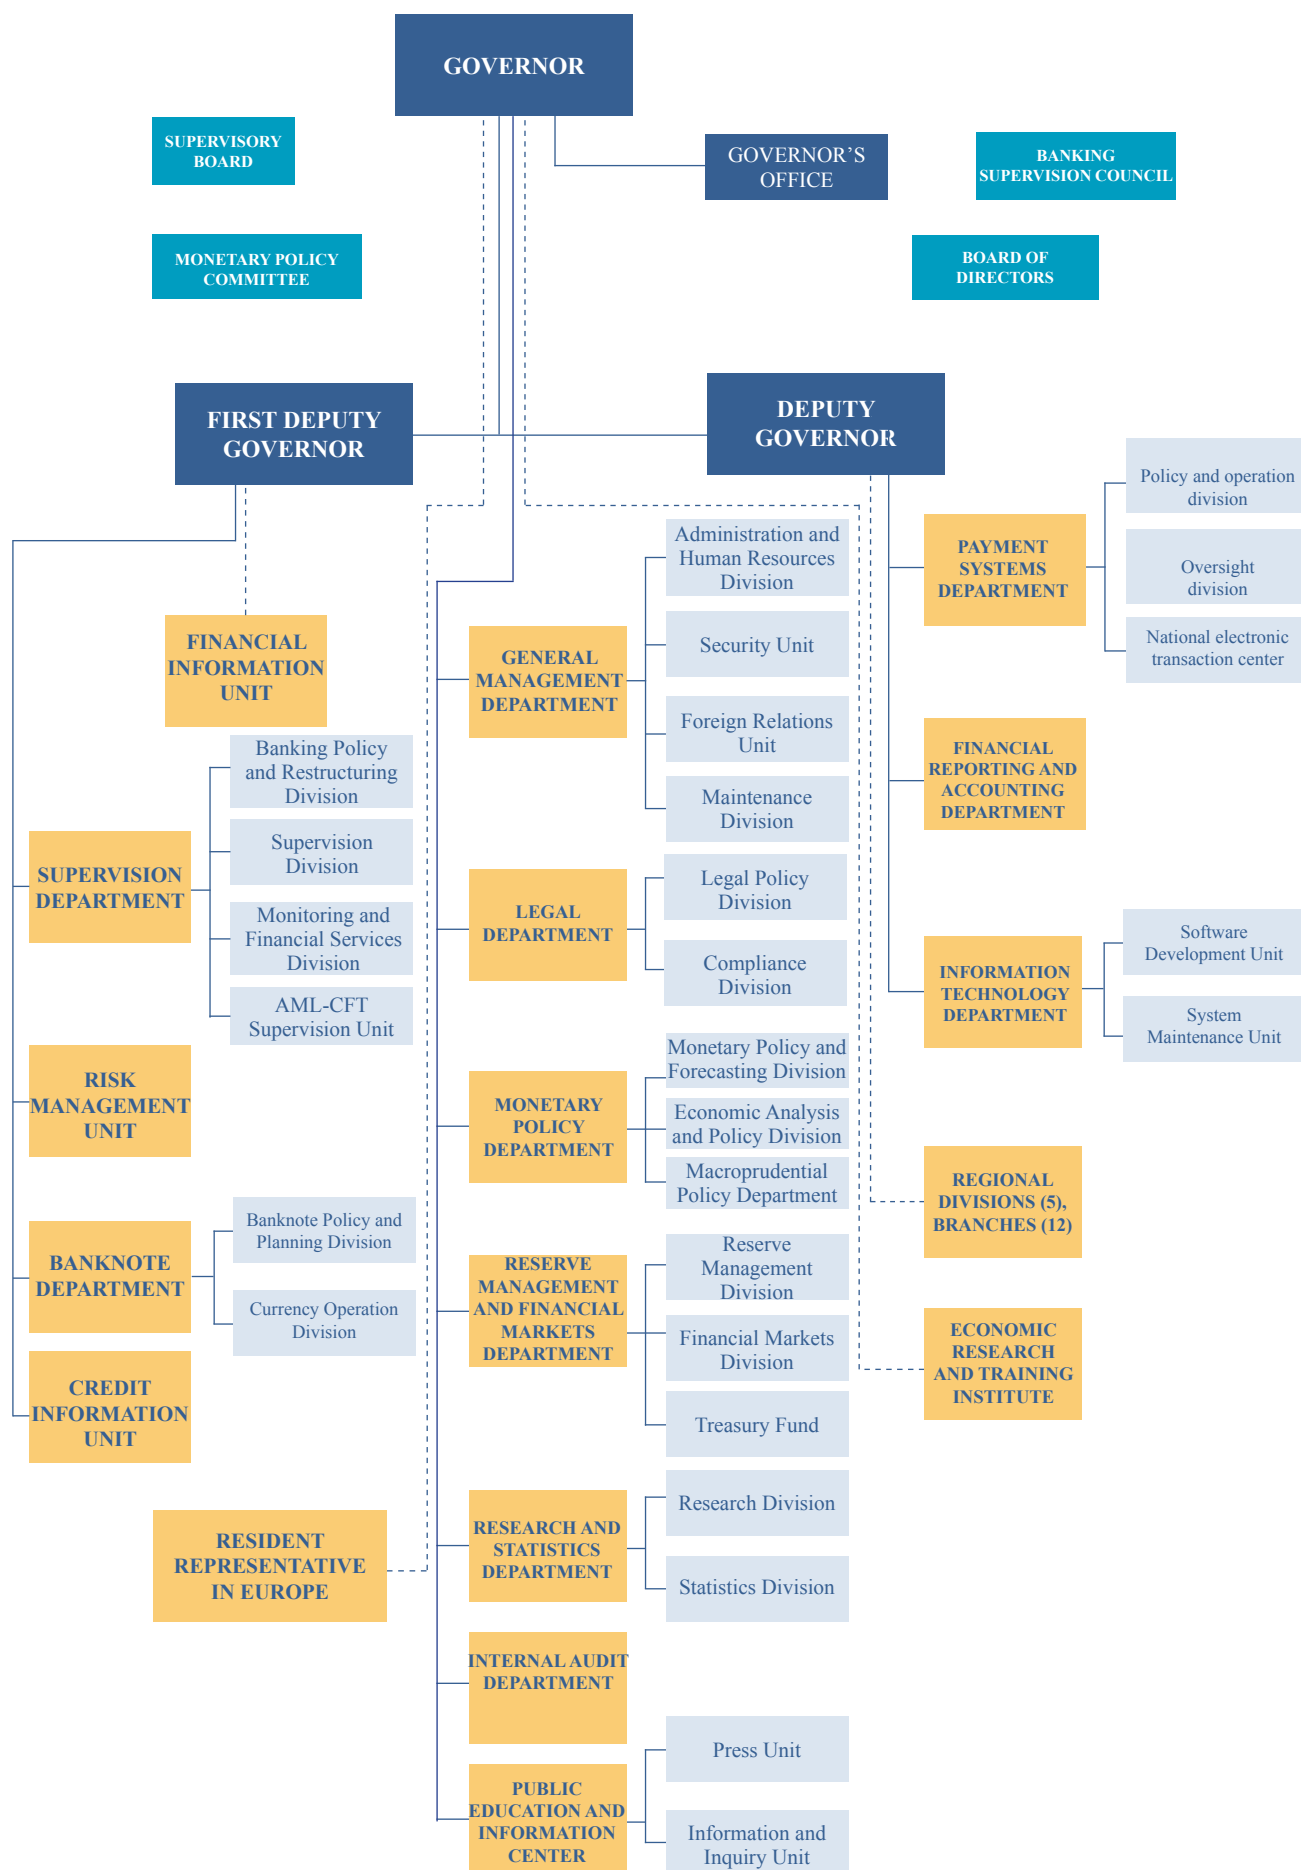 GOVERNOR
SUPERVISORY
BOARD
GOVERNOR'S
OFFICE
BANKING
SUPERVISION COUNCIL
MONETARY POLICY
COMMITTEE
BOARD OF
DIRECTORS
FIRST DEPUTY
GOVERNOR
DEPUTY
GOVERNOR
FINANCIAL
INFORMATION
UNIT
SUPERVISION
DEPARTMENT
Banking Policy
and Restructuring
Division
Supervision
Division
Monitoring and
Financial Services
Division
AML-CFT
Supervision Unit
RISK
MANAGEMENT
UNIT
BANKNOTE
DEPARTMENT
Banknote Policy and
Planning Division
Currency Operation
Division
CREDIT
INFORMATION
UNIT
RESIDENT
REPRESENTATIVE
IN EUROPE
GENERAL
MANAGEMENT
DEPARTMENT
Administration and
Human Resources
Division
Security Unit
Foreign Relations
Unit
Maintenance
Division
LEGAL
DEPARTMENT
Legal Policy
Division
Compliance
Division
MONETARY
POLICY
DEPARTMENT
Monetary Policy and
Forecasting Division
Economic Analysis
and Policy Division
Macroprudential
Policy Department
RESERVE
MANAGEMENT
AND FINANCIAL
MARKETS
DEPARTMENT
Reserve
Management
Division
Financial Markets
Division
Treasury Fund
RESEARCH AND
STATISTICS
DEPARTMENT
Research Division
Statistics Division
INTERNAL AUDIT
DEPARTMENT
PUBLIC
EDUCATION AND
INFORMATION
CENTER
Press Unit
Information and
Inquiry Unit
PAYMENT
SYSTEMS
DEPARTMENT
Policy and operation
division
Oversight
division
National electronic
transaction center
FINANCIAL
REPORTING AND
ACCOUNTING
DEPARTMENT
INFORMATION
TECHNOLOGY
DEPARTMENT
Software
Development Unit
System
Maintenance Unit
REGIONAL
DIVISIONS (5),
BRANCHES (12)
ECONOMIC
RESEARCH
AND TRAINING
INSTITUTE